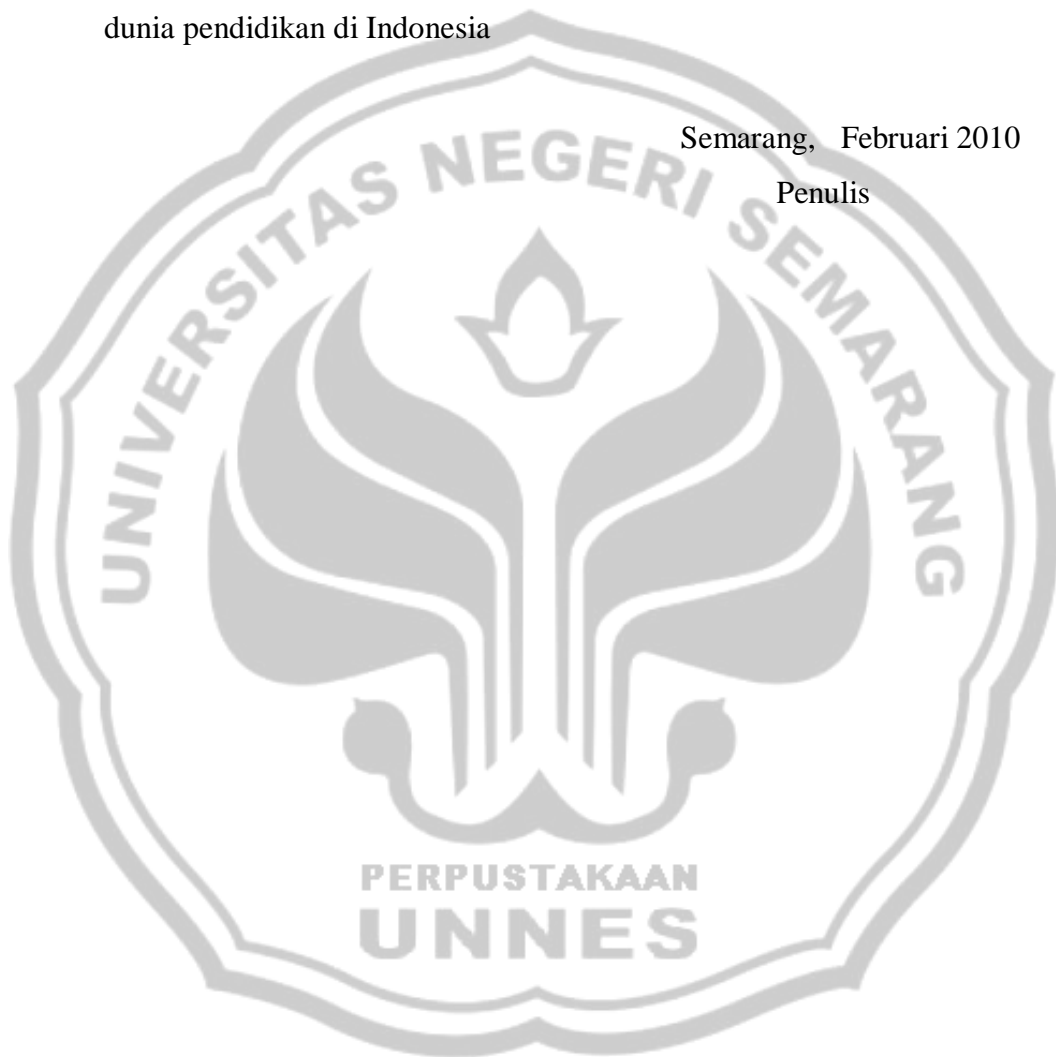 dunia pendidikan di Indonesia
Semarang, Februari 2010
Penulis
UNIVERSITAS NEGERI SEMARANG
PERPUSTAKAAN
UNNES